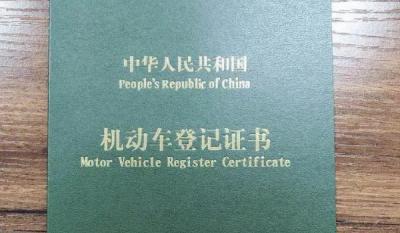 中华人民共和国
People's Republic of China
机动车登记证书
Motor Vehicle Register Certificate